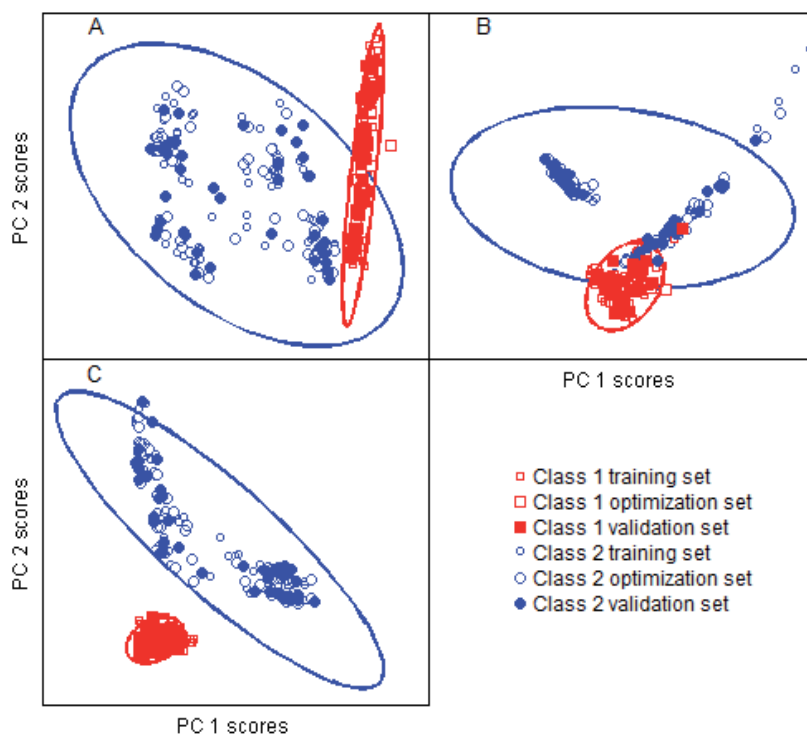 A
B
PC 2 scores
PC 1 scores
C
PC 2 scores
PC 1 scores
Class 1 training set
Class 1 optimization set
Class 1 validation set
Class 2 training set
Class 2 optimization set
Class 2 validation set